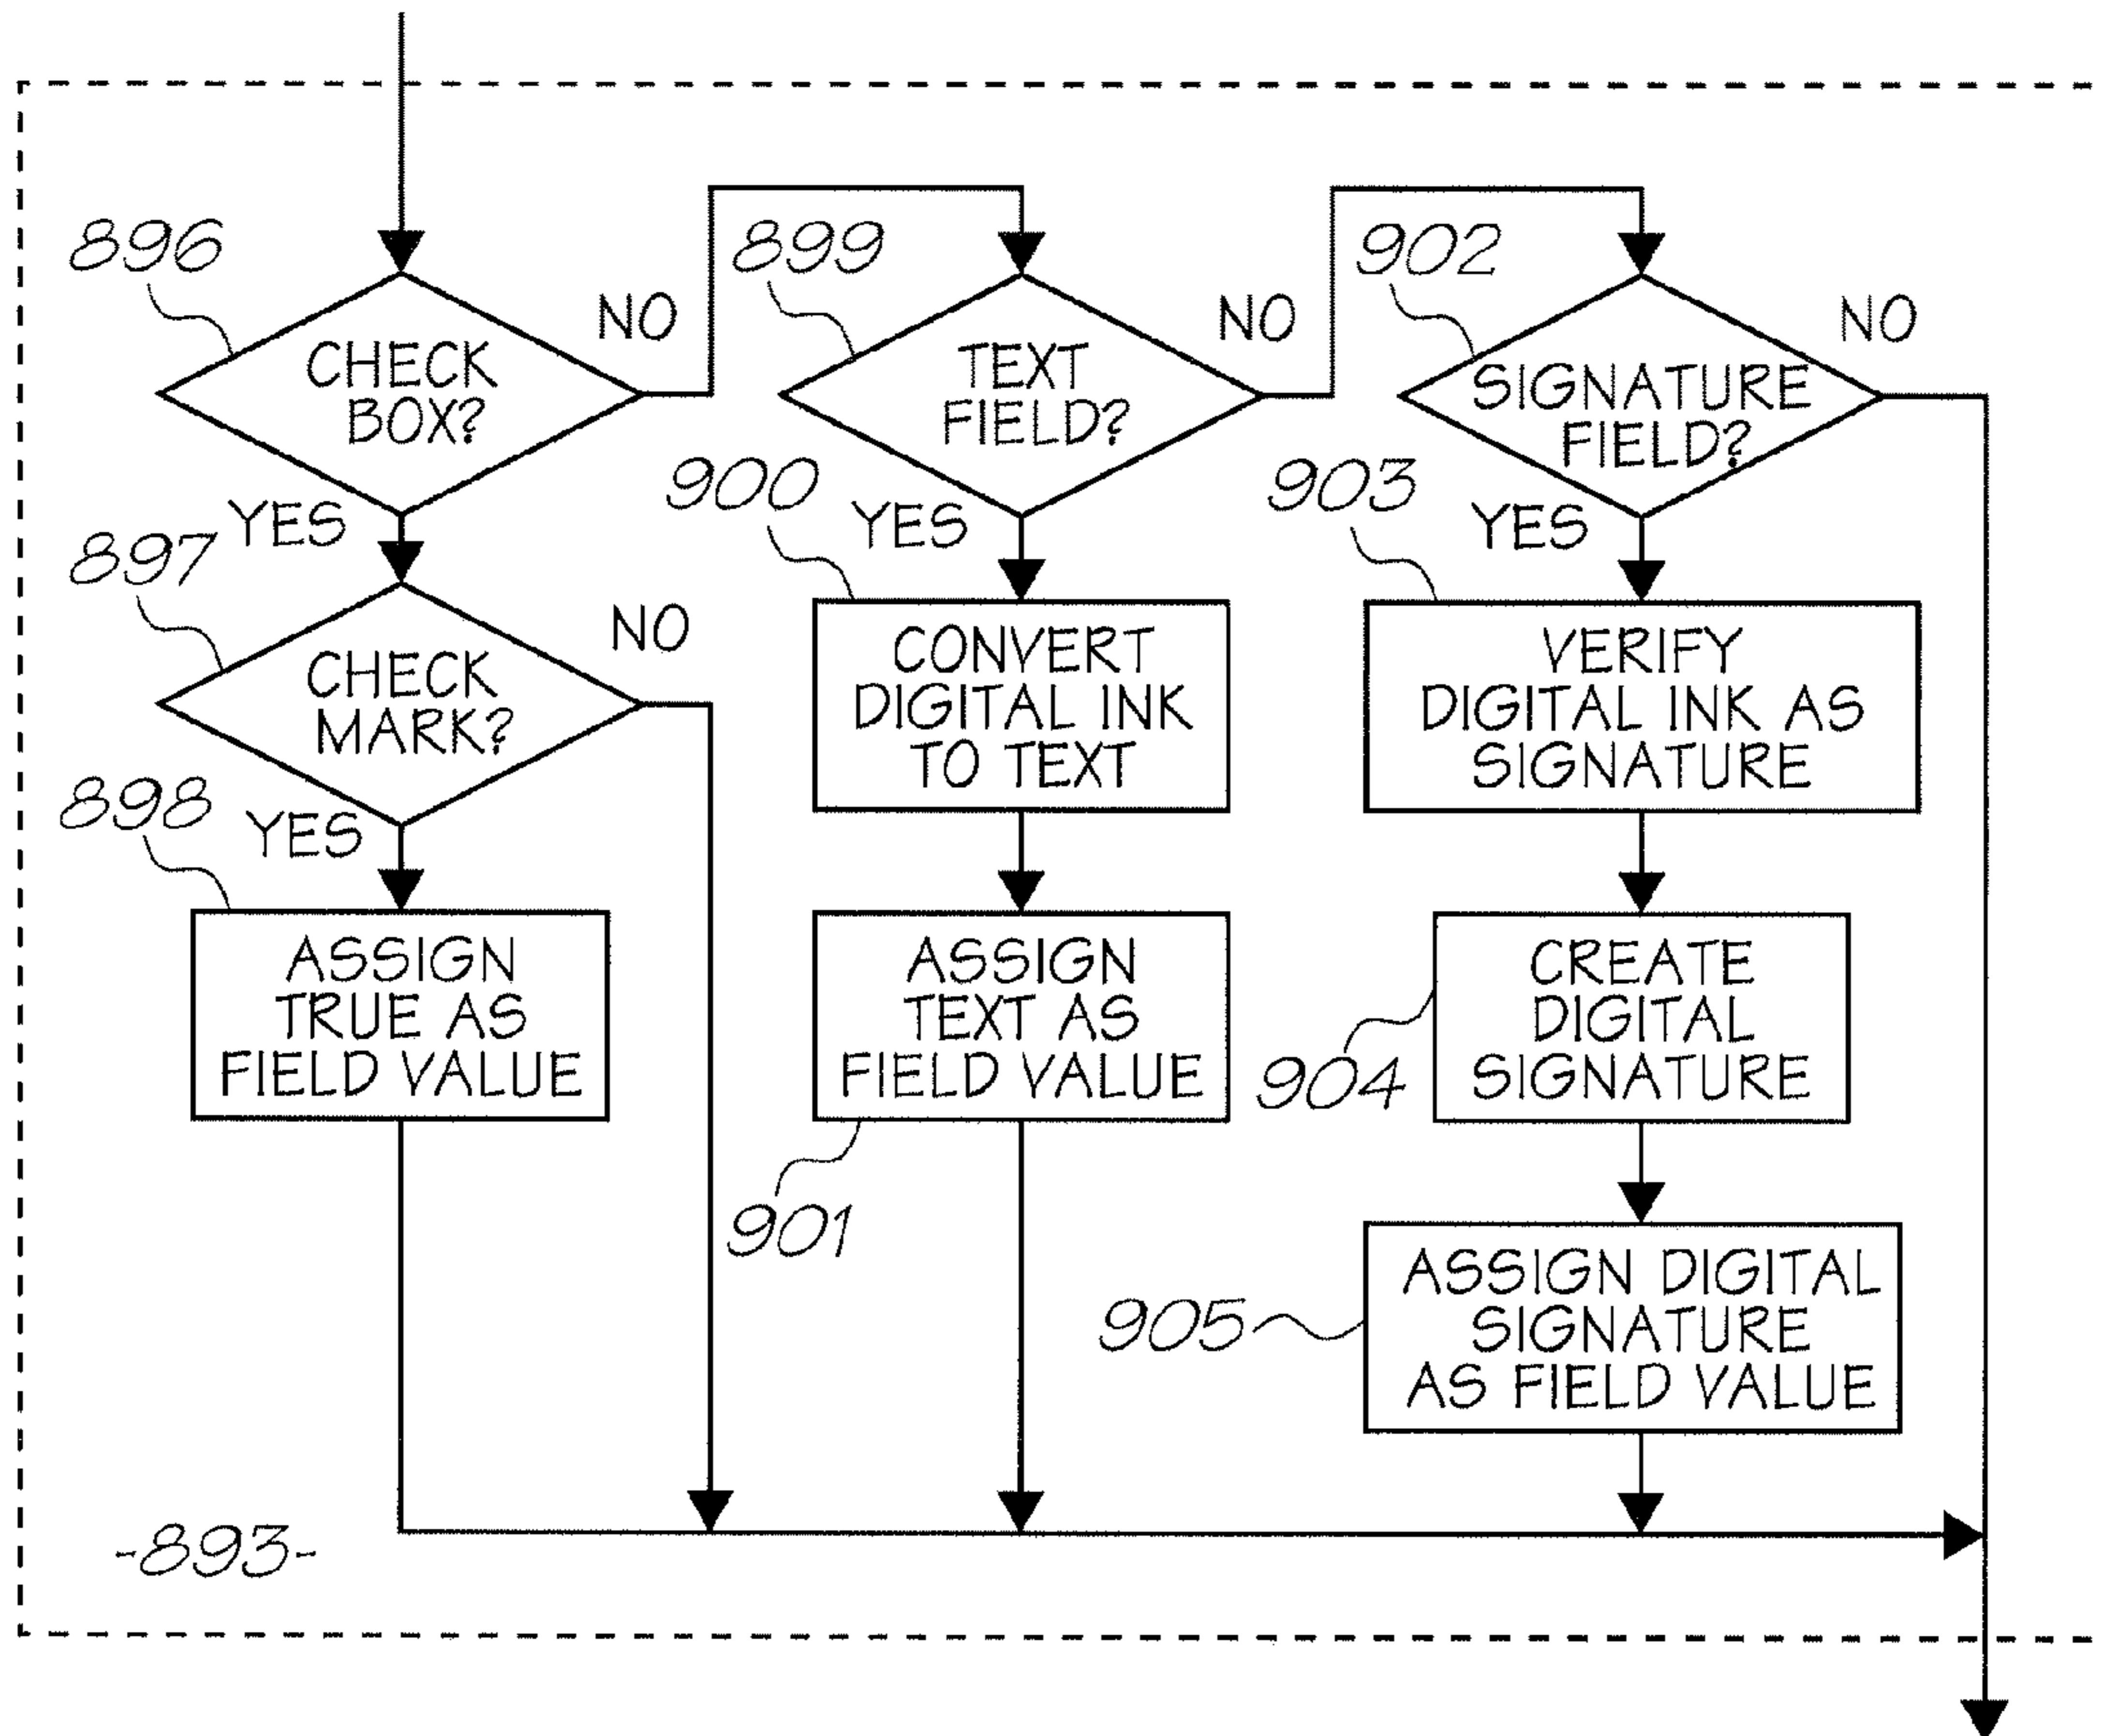 896
CHECK
BOX?
NO
YES
897
CHECK
MARK?
NO
YES
898
ASSIGN
TRUE AS
FIELD VALUE
899
TEXT
FIELD?
NO
YES
900
CONVERT
DIGITAL INK
TO TEXT
ASSIGN
TEXT AS
FIELD VALUE
901
902
SIGNATURE
FIELD?
NO
YES
903
VERIFY
DIGITAL INK AS
SIGNATURE
CREATE
DIGITAL
SIGNATURE
904
ASSIGN DIGITAL
SIGNATURE
AS FIELD VALUE
905
-893-